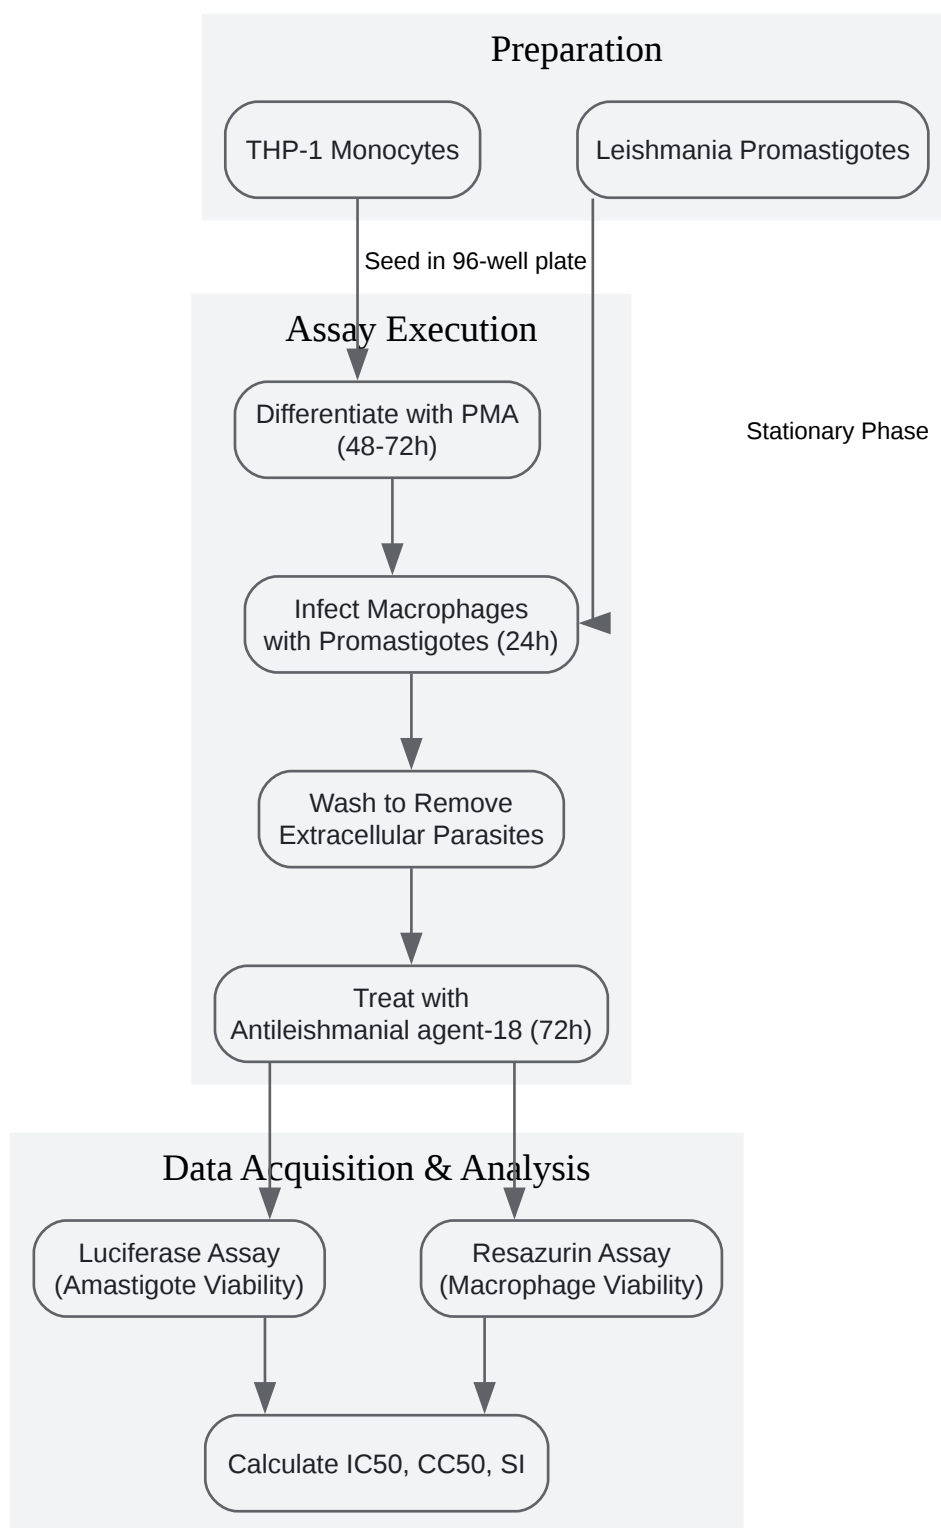 Preparation
THP-1 Monocytes
Leishmania Promastigotes
Seed in 96-well plate
Assay Execution
Differentiate with PMA
(48-72h)
Stationary Phase
Infect Macrophages
with Promastigotes (24h)
Wash to Remove
Extracellular Parasites
Treat with
Antileishmanial agent-18 (72h)
Data Acquisition & Analysis
Luciferase Assay
(Amastigote Viability)
Resazurin Assay
(Macrophage Viability)
Calculate IC50, CC50, SI